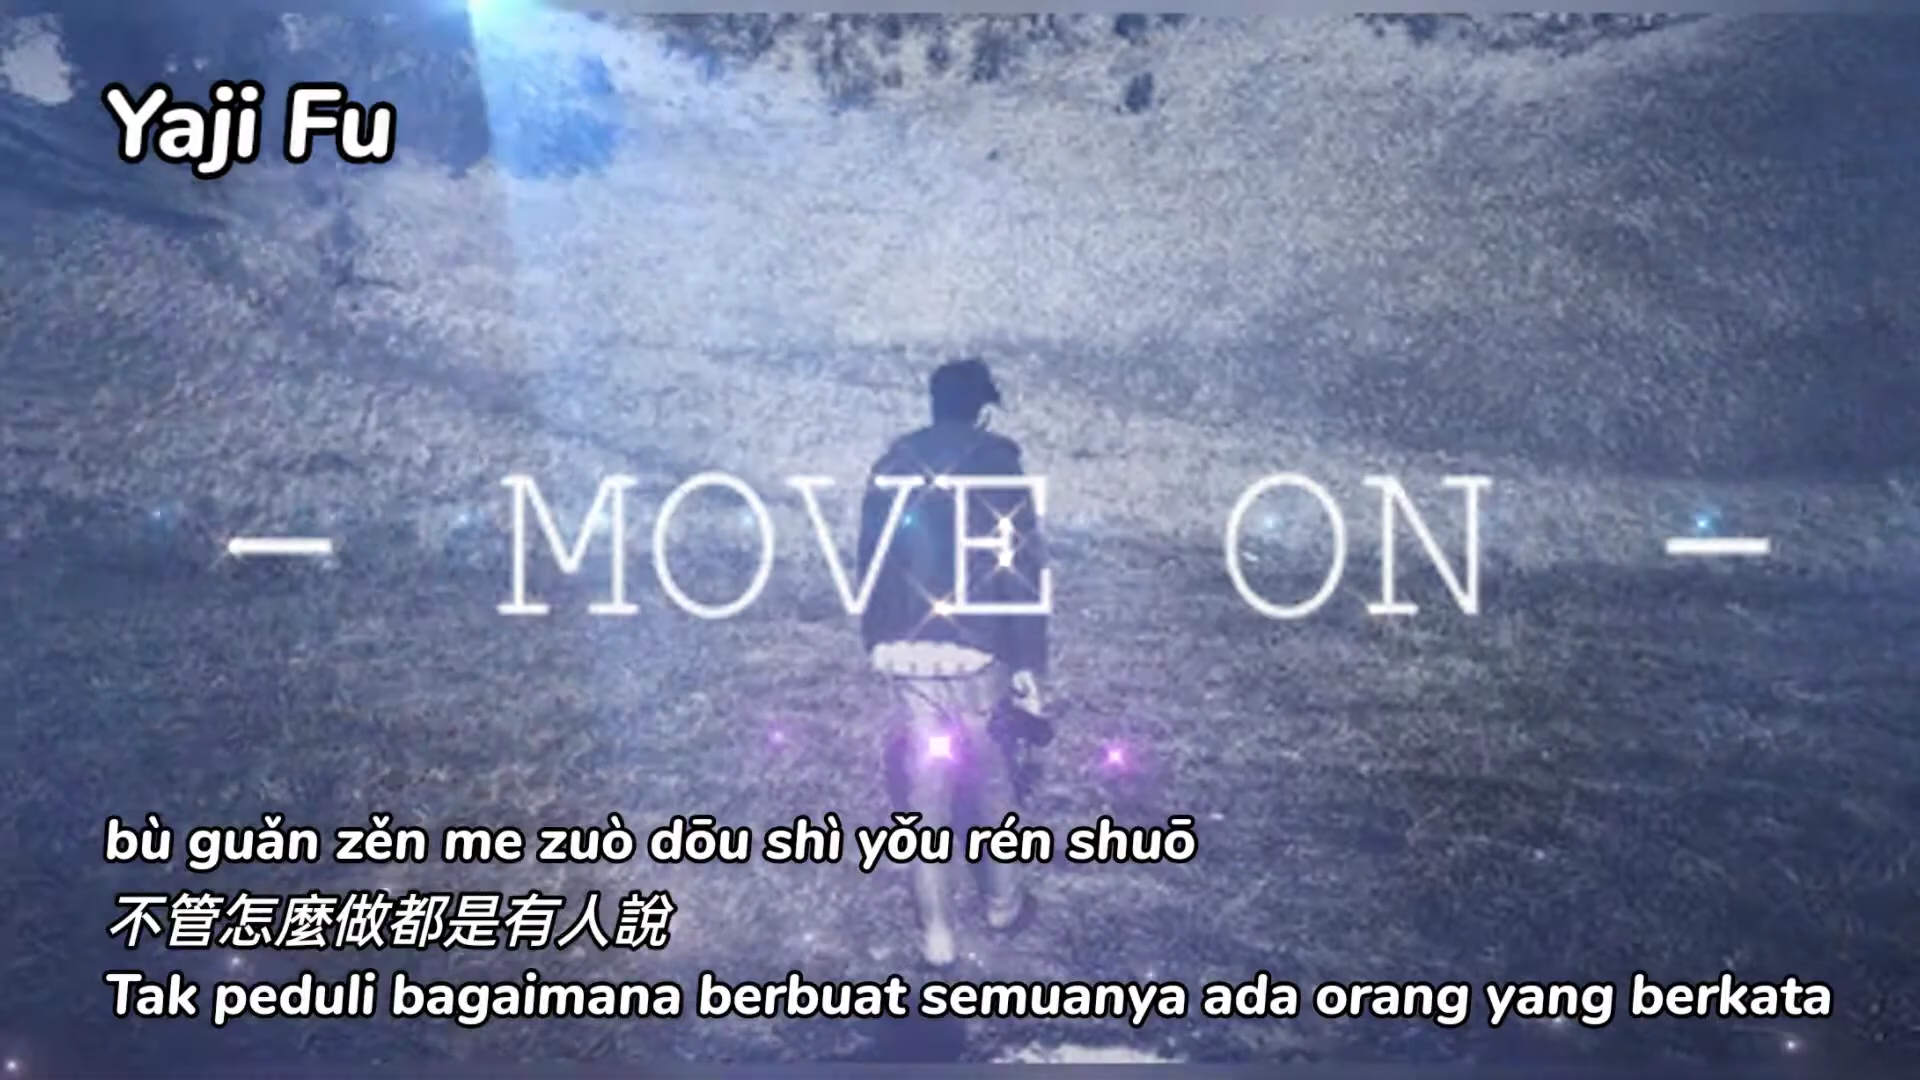 Yaji Fu
- MOVE ON -
bù guǎn zěn me zuò dōu shì yǒu rén shuō
不管怎麼做都是有人說
Tak peduli bagaimana berbuat semuanya ada orang yang berkata